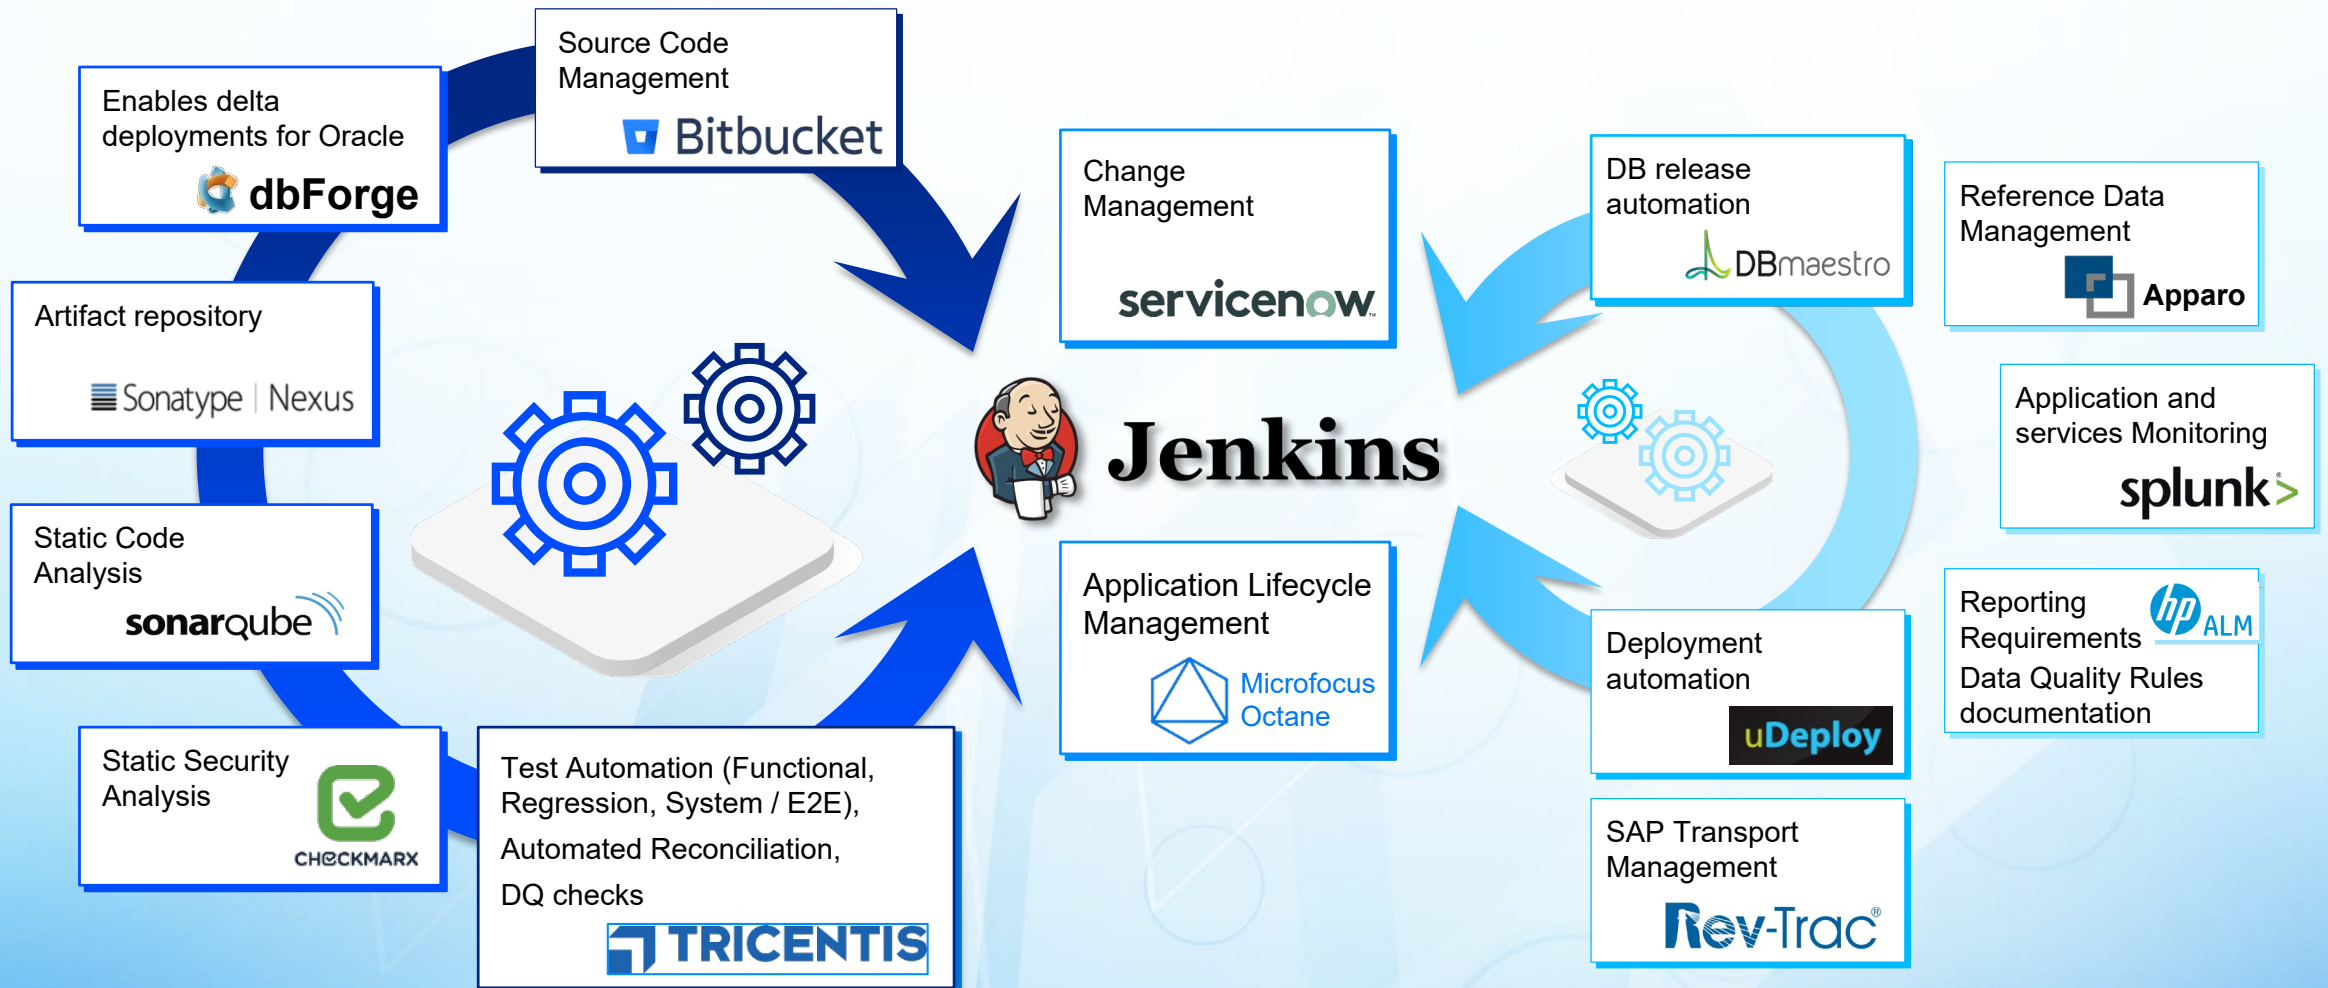 Source Code
Management
Bitbucket
Enables delta
deployments for Oracle
dbForge
Artifact repository
Sonatype | Nexus
Static Code
Analysis
sonarqube
Static Security
Analysis
CHECKMARX
Test Automation (Functional,
Regression, System / E2E),
Automated Reconciliation,
DQ checks
TRICENTIS
Change
Management
servicenow™
Jenkins
Application Lifecycle
Management
Microfocus
Octane
DB release
automation
DBmaestro
Deployment
automation
uDeploy
SAP Transport
Management
Rev-Trac®
Reference Data
Management
Apparo
Application and
services Monitoring
splunk®>
Reporting
Requirements
hp ALM
Data Quality Rules
documentation